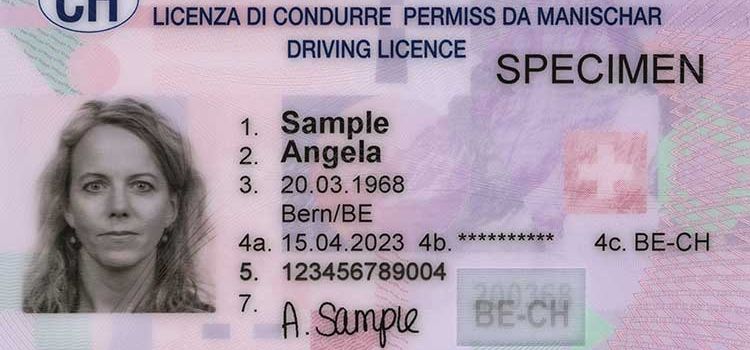 CH
LICENZA DI CONDURRE PERMISS DA MANISCHAR
DRIVING LICENCE
SPECIMEN
1. Sample
2. Angela
3. 20.03.1968
Bern/BE
4a. 15.04.2023 4b. ********** 4c. BE-CH
5. 123456789004
7. A. Sample
200368
BE-CH